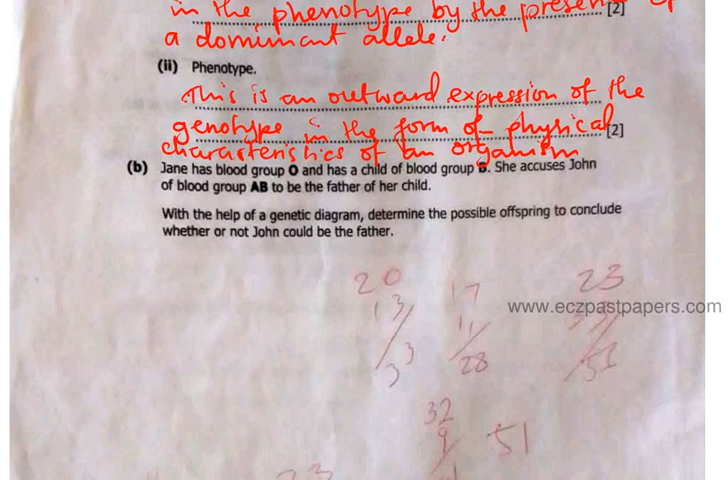 in the phenotype by the presen [2]
a dominant allele.
(ii) Phenotype.
This is an outward expression of the
genotype in the form of physical [2]
characteristics of an organism
(b) Jane has blood group O and has a child of blood group B. She accuses John
of blood group AB to be the father of her child.
With the help of a genetic diagram, determine the possible offspring to conclude
whether or not John could be the father.
20 17 23
www.eczpastpapers.com
13 11
33 28 51
32
9 51
23